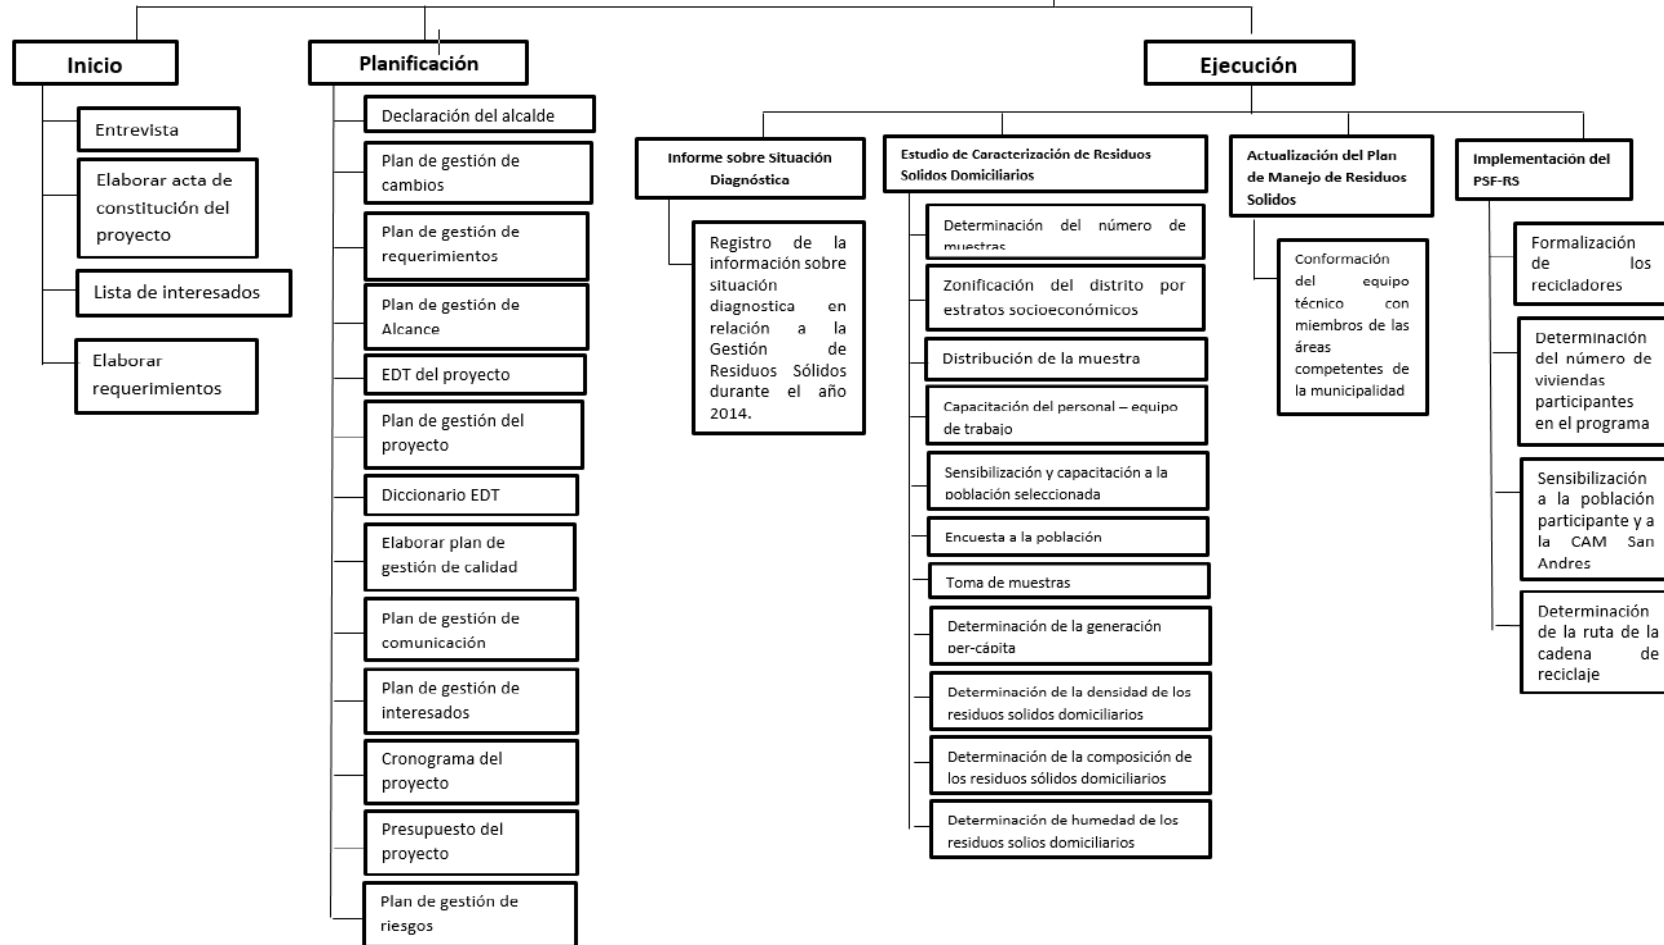 Inicio
Entrevista
Elaborar acta de
constitución del
proyecto
Lista de interesados
Elaborar
requerimientos
Planificación
Declaración del alcalde
Plan de gestión de
cambios
Plan de gestión de
requerimientos
Plan de gestión de
Alcance
EDT del proyecto
Plan de gestión del
proyecto
Diccionario EDT
Elaborar plan de
gestión de calidad
Plan de gestión de
comunicación
Plan de gestión de
interesados
Cronograma del
proyecto
Presupuesto del
proyecto
Plan de gestión de
riesgos
Ejecución
Informe sobre Situación
Diagnóstica
Registro de la
información sobre
situación
diagnostica en
relación a la
Gestión de
Residuos Sólidos
durante el año
2014.
Estudio de Caracterización de Residuos
Solidos Domiciliarios
Determinación del número de
muestras
Zonificación del distrito por
estratos socioeconómicos
Distribución de la muestra
Capacitación del personal – equipo
de trabajo
Sensibilización y capacitación a la
población seleccionada
Encuesta a la población
Toma de muestras
Determinación de la generación
per-cápita
Determinación de la densidad de los
residuos solidos domiciliarios
Determinación de la composición de
los residuos sólidos domiciliarios
Determinación de humedad de los
residuos solios domiciliarios
Actualización del Plan
de Manejo de Residuos
Solidos
Conformación
del equipo
técnico con
miembros de las
áreas
competentes de
la municipalidad
Implementación del
PSF-RS
Formalización
de los
recicladores
Determinación
del número de
viviendas
participantes
en el programa
Sensibilización
a la población
participante y a
la CAM San
Andres
Determinación
de la ruta de la
cadena de
reciclaje